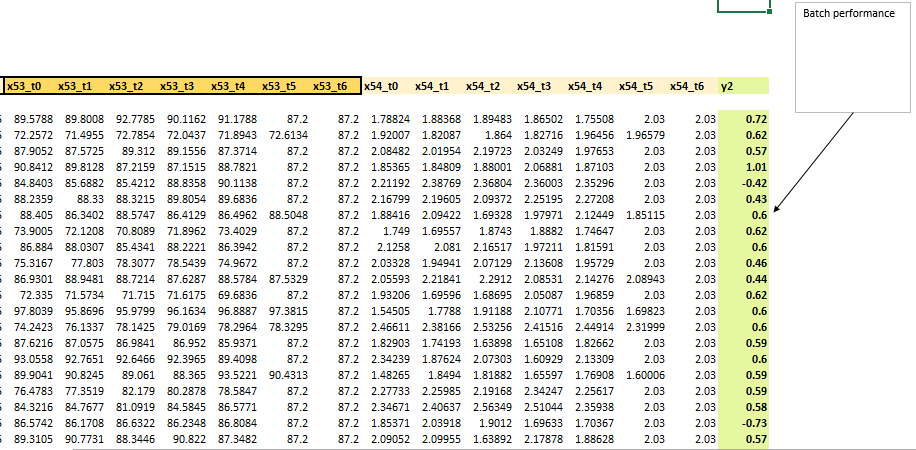 Batch performance
x53_t0 x53_t1 x53_t2 x53_t3 x53_t4 x53_t5 x53_t6 x54_t0 x54_t1 x54_t2 x54_t3 x54_t4 x54_t5 x54_t6 y2
89.5788 89.8008 92.7785 90.1162 91.1788 87.2 87.2 1.78824 1.88368 1.89483 1.86502 1.75508 2.03 2.03 0.72
72.2572 71.4955 72.7854 72.0437 71.8943 72.6134 87.2 1.92007 1.82087 1.864 1.82716 1.96456 1.96579 2.03 0.62
87.9052 87.5725 89.312 89.1556 87.3714 87.2 87.2 2.08482 2.01954 2.19723 2.03249 1.97653 2.03 2.03 0.57
90.8412 89.8128 87.2159 87.1515 88.7821 87.2 87.2 1.85365 1.84809 1.88001 2.06881 1.87103 2.03 2.03 1.01
84.8403 85.6882 85.4212 88.8358 90.1138 87.2 87.2 2.21192 2.38769 2.36804 2.36003 2.35296 2.03 2.03 -0.42
88.2359 88.33 88.3215 89.8054 89.6836 87.2 87.2 2.16799 2.19605 2.09372 2.25195 2.27208 2.03 2.03 0.43
88.405 86.3402 88.5747 86.4129 86.4962 88.5048 87.2 1.88416 2.09422 1.69328 1.97971 2.12449 1.85115 2.03 0.6
73.9005 72.1208 70.8089 71.8962 73.4029 87.2 87.2 1.749 1.69557 1.8743 1.8882 1.74647 2.03 2.03 0.62
86.884 88.0307 85.4341 88.2221 86.3942 87.2 87.2 2.1258 2.081 2.16517 1.97211 1.81591 2.03 2.03 0.6
75.3167 77.803 78.3077 78.5439 74.9672 87.2 87.2 2.03328 1.94941 2.07129 2.13608 1.95729 2.03 2.03 0.46
86.9301 88.9481 88.7214 87.6287 88.5784 87.5329 87.2 2.05593 2.21841 2.2912 2.08531 2.14276 2.08943 2.03 0.44
72.335 71.5734 71.715 71.6175 69.6836 87.2 87.2 1.93206 1.69596 1.68695 2.05087 1.96859 2.03 2.03 0.62
97.8039 95.8696 95.9799 96.1634 96.8887 97.3815 87.2 1.54505 1.7788 1.91188 2.10771 1.70356 1.69823 2.03 0.6
74.2423 76.1337 78.1425 79.0169 78.2964 78.3295 87.2 2.46611 2.38166 2.53256 2.41516 2.44914 2.31999 2.03 0.6
87.6216 87.0575 86.9841 86.952 85.9371 87.2 87.2 1.82903 1.74193 1.63898 1.65108 1.82662 2.03 2.03 0.59
93.0558 92.7651 92.6466 92.3965 89.4098 87.2 87.2 2.34239 1.87624 2.07303 1.60929 2.13309 2.03 2.03 0.6
89.9041 90.8245 89.061 88.365 93.5221 90.4313 87.2 1.48265 1.8494 1.81882 1.65597 1.76908 1.60006 2.03 0.59
76.4783 77.3519 82.179 80.2878 78.5847 87.2 87.2 2.27733 2.25985 2.19168 2.34247 2.25617 2.03 2.03 0.59
84.3216 84.7677 81.0919 84.5845 86.5771 87.2 87.2 2.34671 2.40637 2.56349 2.51044 2.35938 2.03 2.03 0.58
86.5742 86.1708 86.6322 86.2348 86.8084 87.2 87.2 1.85371 2.03918 1.9012 1.69633 1.70367 2.03 2.03 -0.73
89.3105 90.7731 88.3446 90.822 87.3482 87.2 87.2 2.09052 2.09955 1.63892 2.17878 1.88628 2.03 2.03 0.57